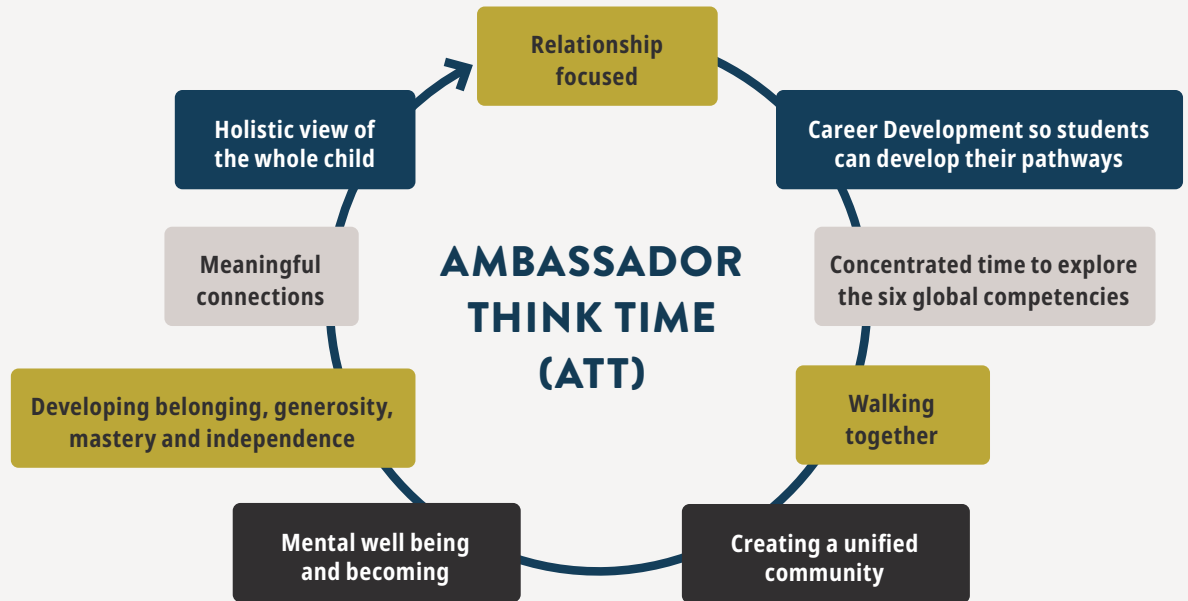 Relationship
focused
Career Development so students
can develop their pathways
Concentrated time to explore
the six global competencies
Walking
together
Creating a unified
community
Mental well being
and becoming
Developing belonging, generosity,
mastery and independence
Meaningful
connections
Holistic view of
the whole child
AMBASSADOR
THINK TIME
(ATT)